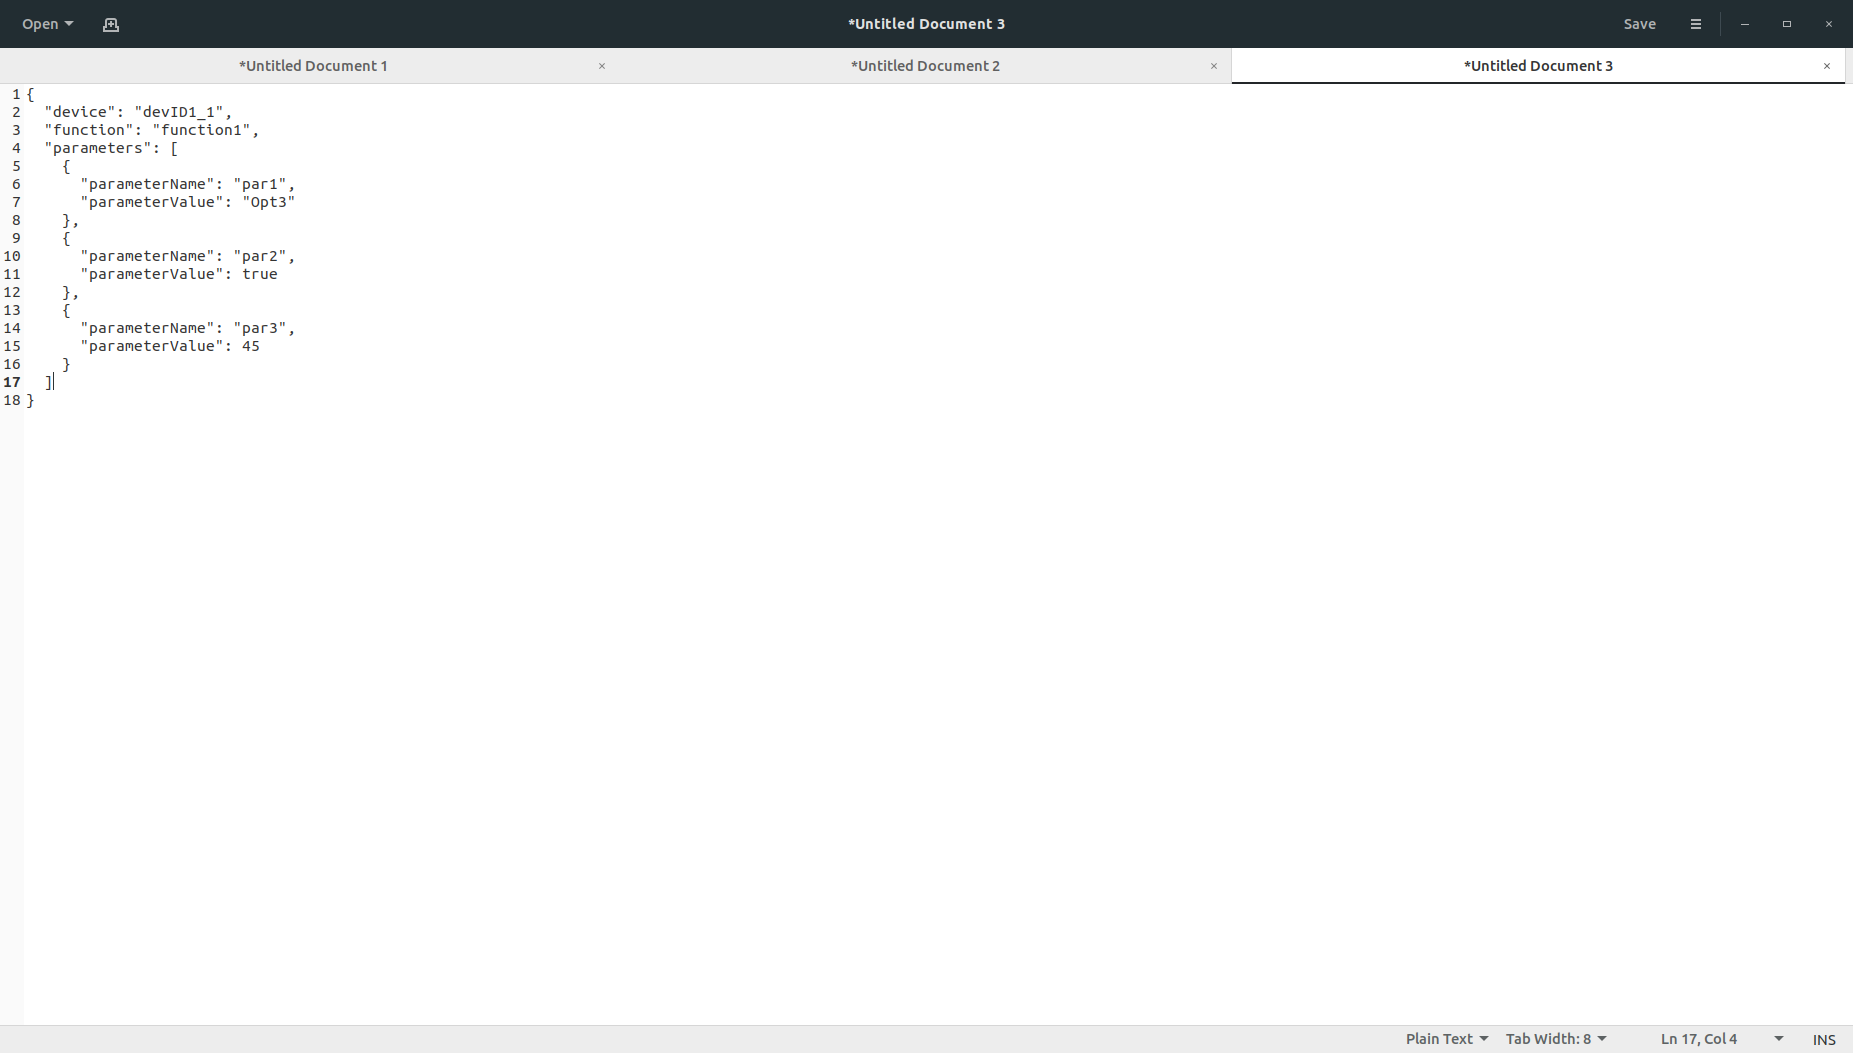 Open
*Untitled Document 3
Save
*Untitled Document 1
*Untitled Document 2
*Untitled Document 3
1 {
2   "device": "devID1_1",
3   "function": "function1",
4   "parameters": [
5     {
6       "parameterName": "par1",
7       "parameterValue": "Opt3"
8     },
9     {
10       "parameterName": "par2",
11       "parameterValue": true
12     },
13     {
14       "parameterName": "par3",
15       "parameterValue": 45
16     }
17   ]
18 }
Plain Text Tab Width: 8 Ln 17, Col 4 INS